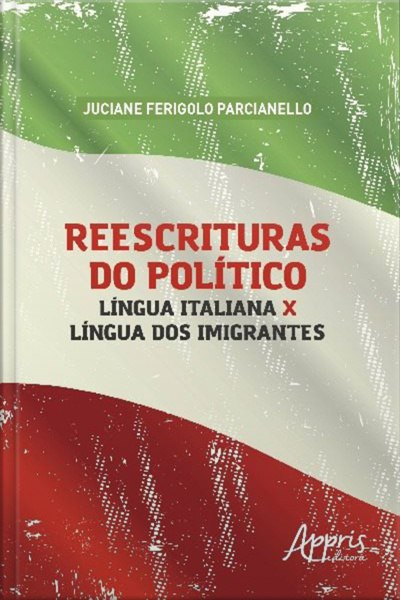 JUCIANE FERIGOLO PARCIANELLO
REESCRITURAS
DO POLÍTICO
LÍNGUA ITALIANA X
LÍNGUA DOS IMIGRANTES
Appris
editora